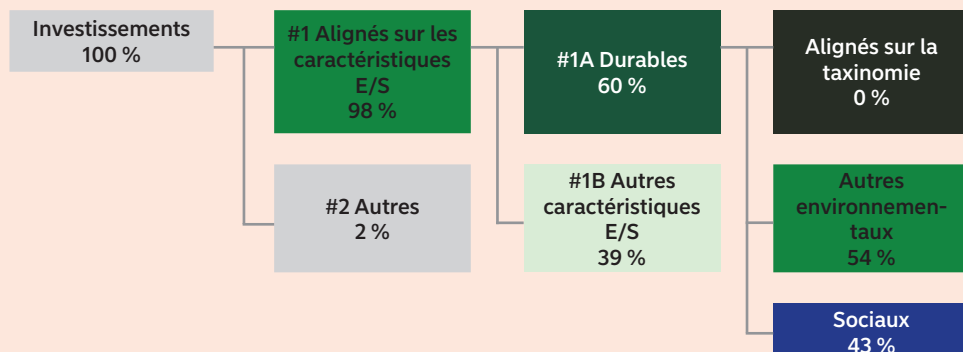 Investissements
100 %
#1 Alignés sur les
caractéristiques
E/S
98 %
#2 Autres
2 %
#1A Durables
60 %
#1B Autres
caractéristiques
E/S
39 %
Alignés sur la
taxinomie
0 %
Autres
environnemen-
taux
54 %
Sociaux
43 %